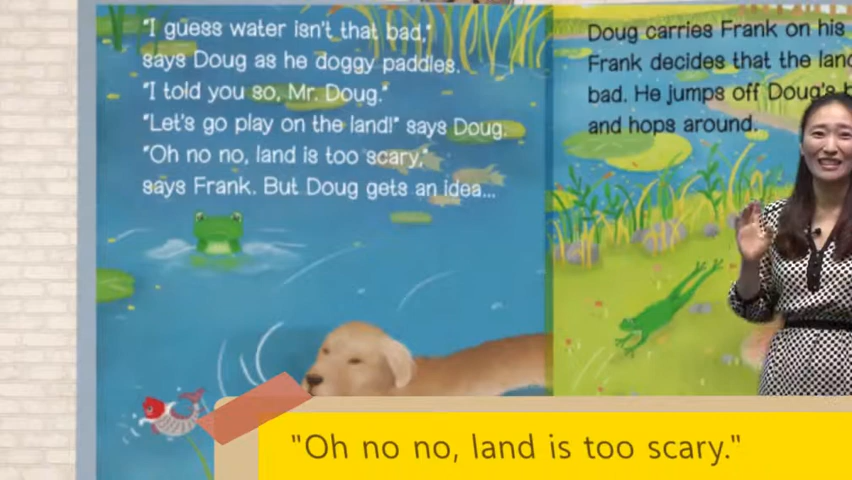 "I guess water isn't that bad,"
says Doug as he doggy paddles.
"I told you so, Mr. Doug."
"Let's go play on the land!" says Doug.
"Oh no no, land is too scary,"
says Frank. But Doug gets an idea...
Doug carries Frank on his
Frank decides that the land
bad. He jumps off Doug's
and hops around.
"Oh no no, land is too scary."